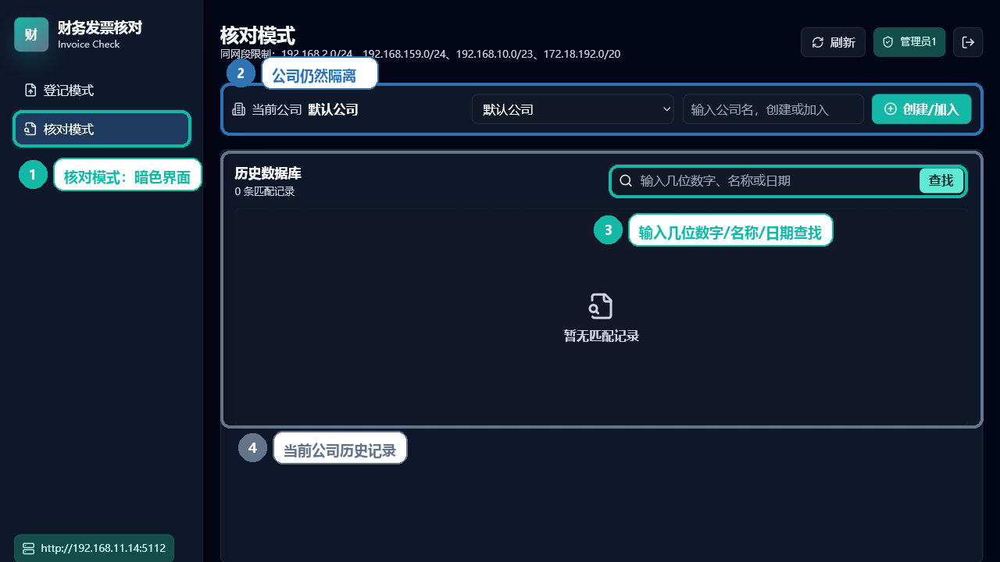 财
财务发票核对
Invoice Check
登记模式
核对模式
1
核对模式：暗色界面
http://192.168.11.14:5112
核对模式
同网段限制：192.168.2.0/24、192.168.159.0/24、192.168.10.0/23、172.18.192.0/20
刷新
管理员1
2
公司仍然隔离
当前公司 默认公司
默认公司
输入公司名，创建或加入
创建/加入
历史数据库
0 条匹配记录
输入几位数字、名称或日期
查找
3
输入几位数字/名称/日期查找
暂无匹配记录
4
当前公司历史记录